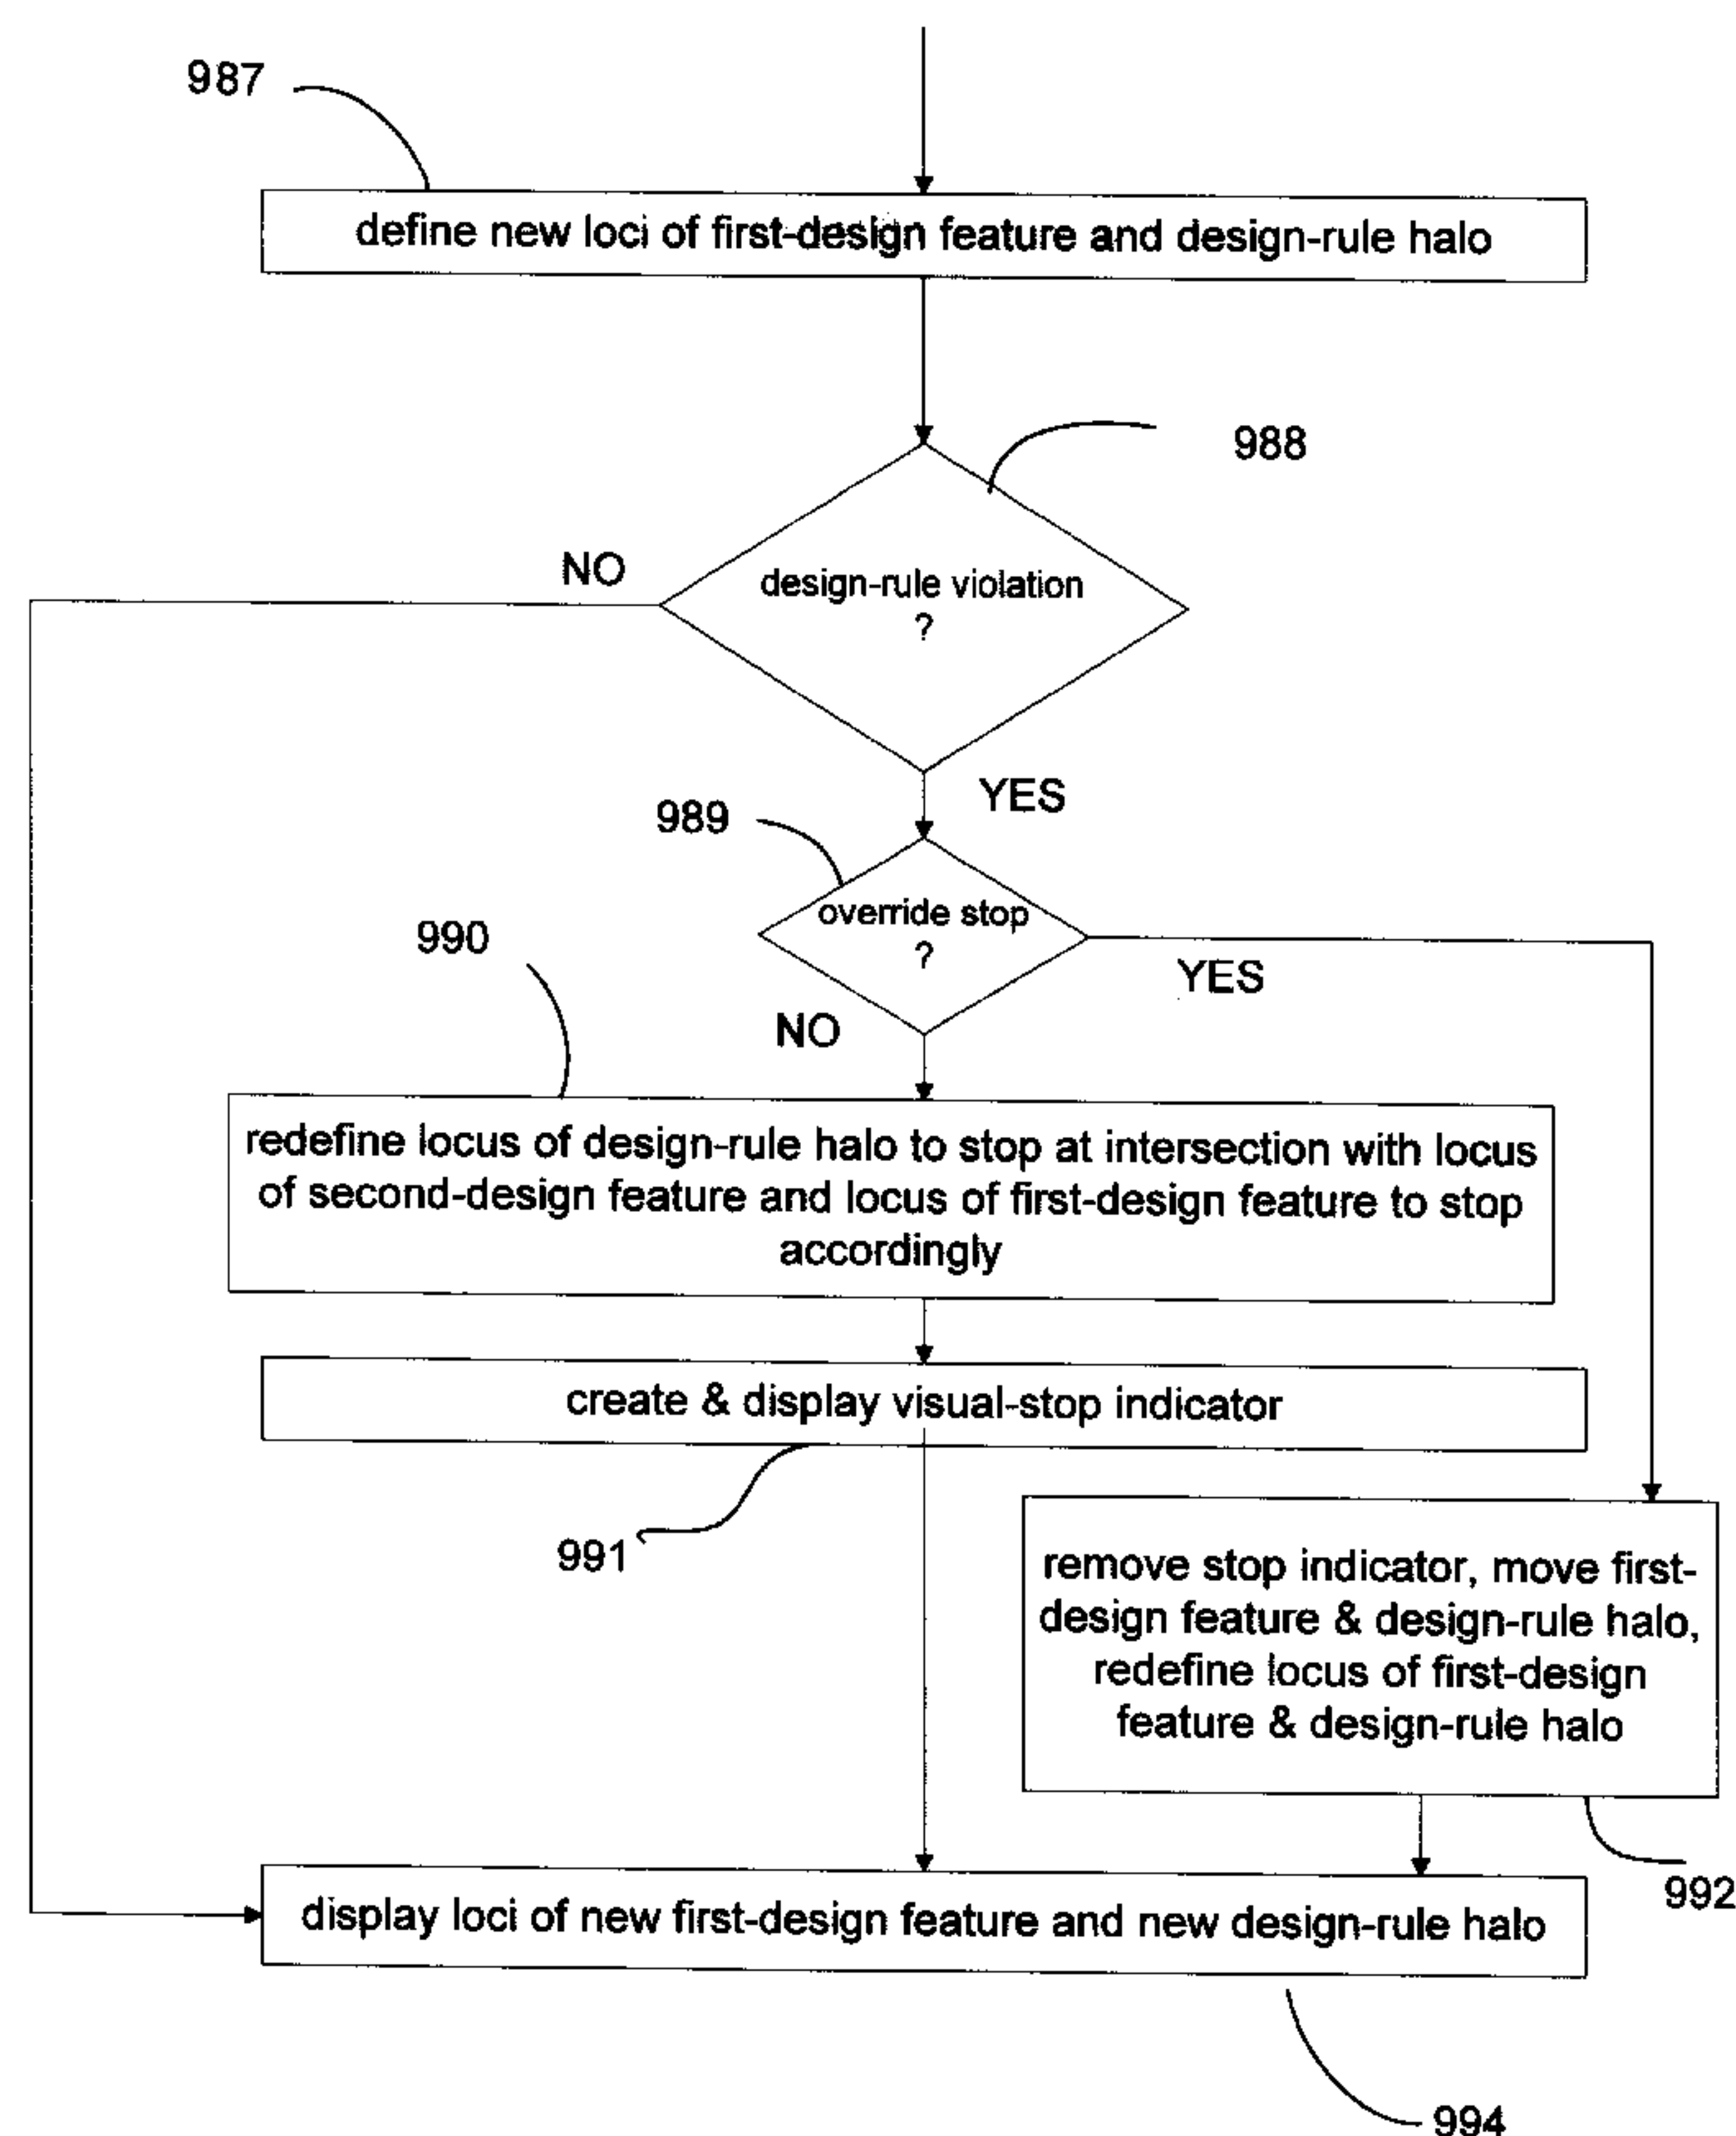 987
define new loci of first-design feature and design-rule halo
988
NO
design-rule violation
?
YES
989
override stop
?
990
YES
NO
redefine locus of design-rule halo to stop at intersection with locus
of second-design feature and locus of first-design feature to stop
accordingly
create & display visual-stop indicator
991
remove stop indicator, move first-
design feature & design-rule halo,
redefine locus of first-design
feature & design-rule halo
992
display loci of new first-design feature and new design-rule halo
994